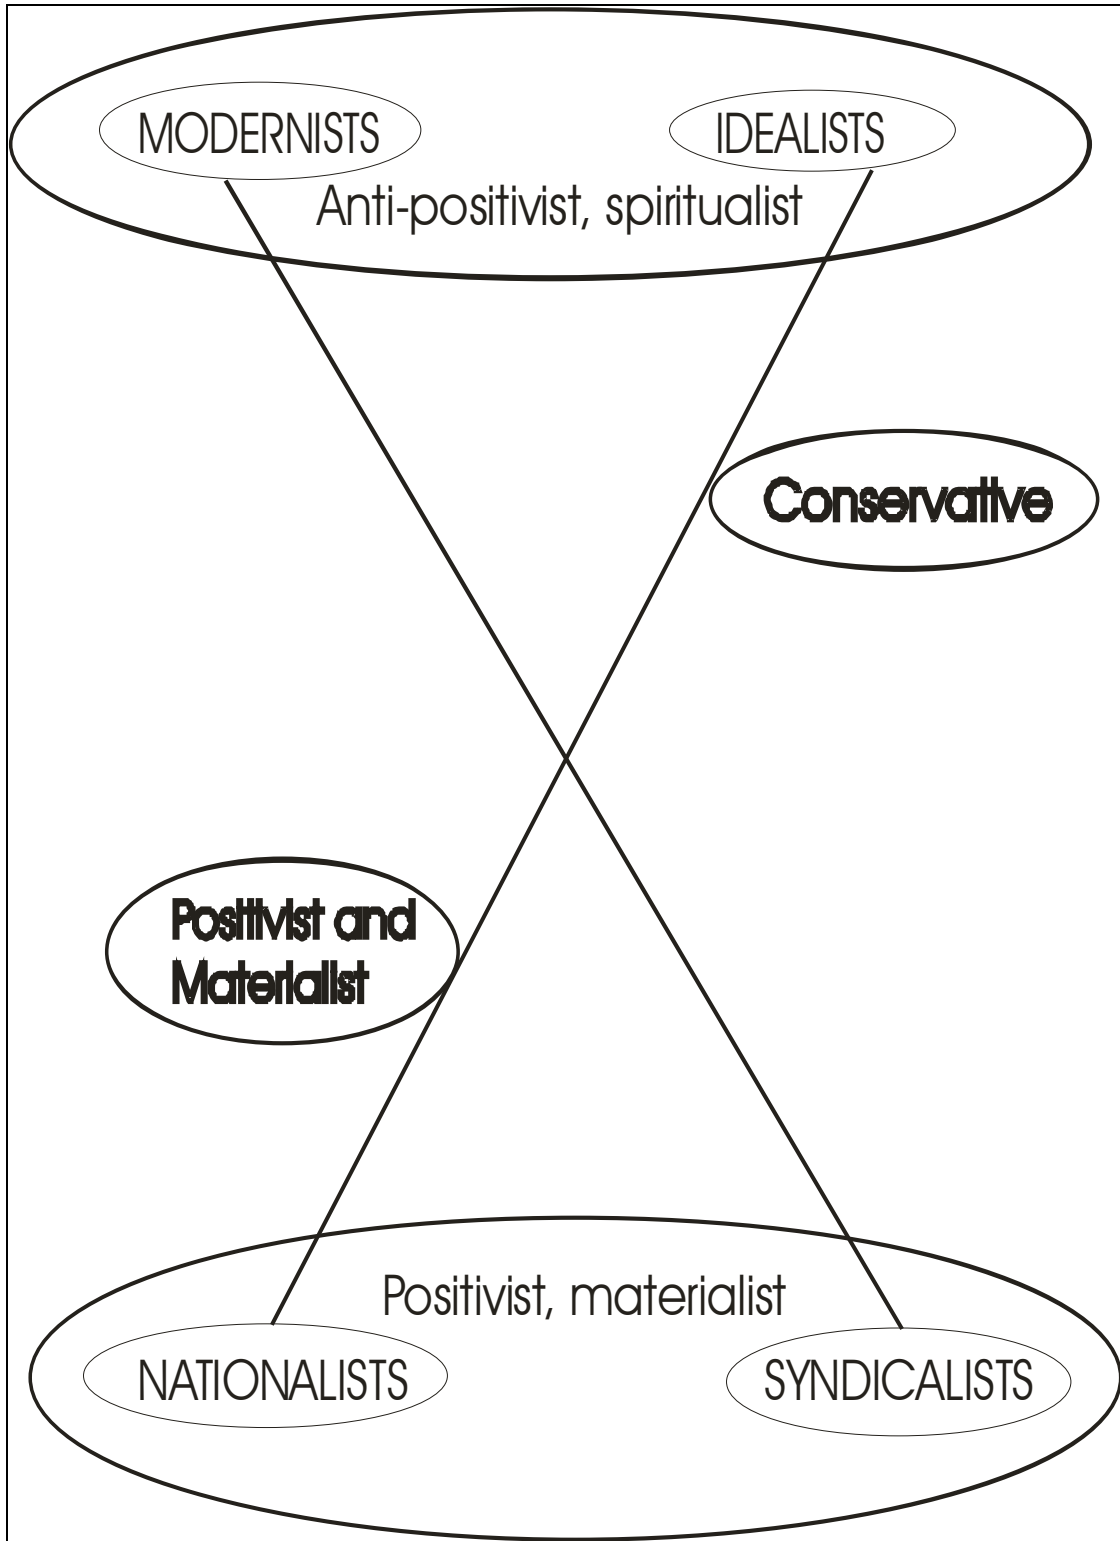 MODERNISTS
IDEALISTS
Anti-positivist, spiritualist
Conservative
Positivist and
Materialist
Positivist, materialist
NATIONALISTS
SYNDICALISTS